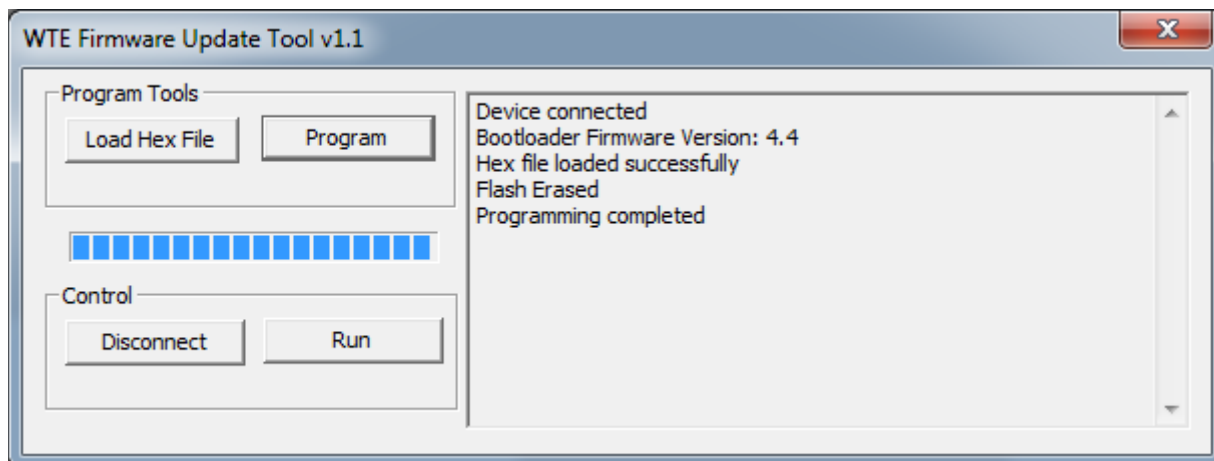 WTE Firmware Update Tool v1.1
Program Tools
Load Hex File
Program
Control
Disconnect
Run
Device connected
Bootloader Firmware Version: 4.4
Hex file loaded successfully
Flash Erased
Programming completed